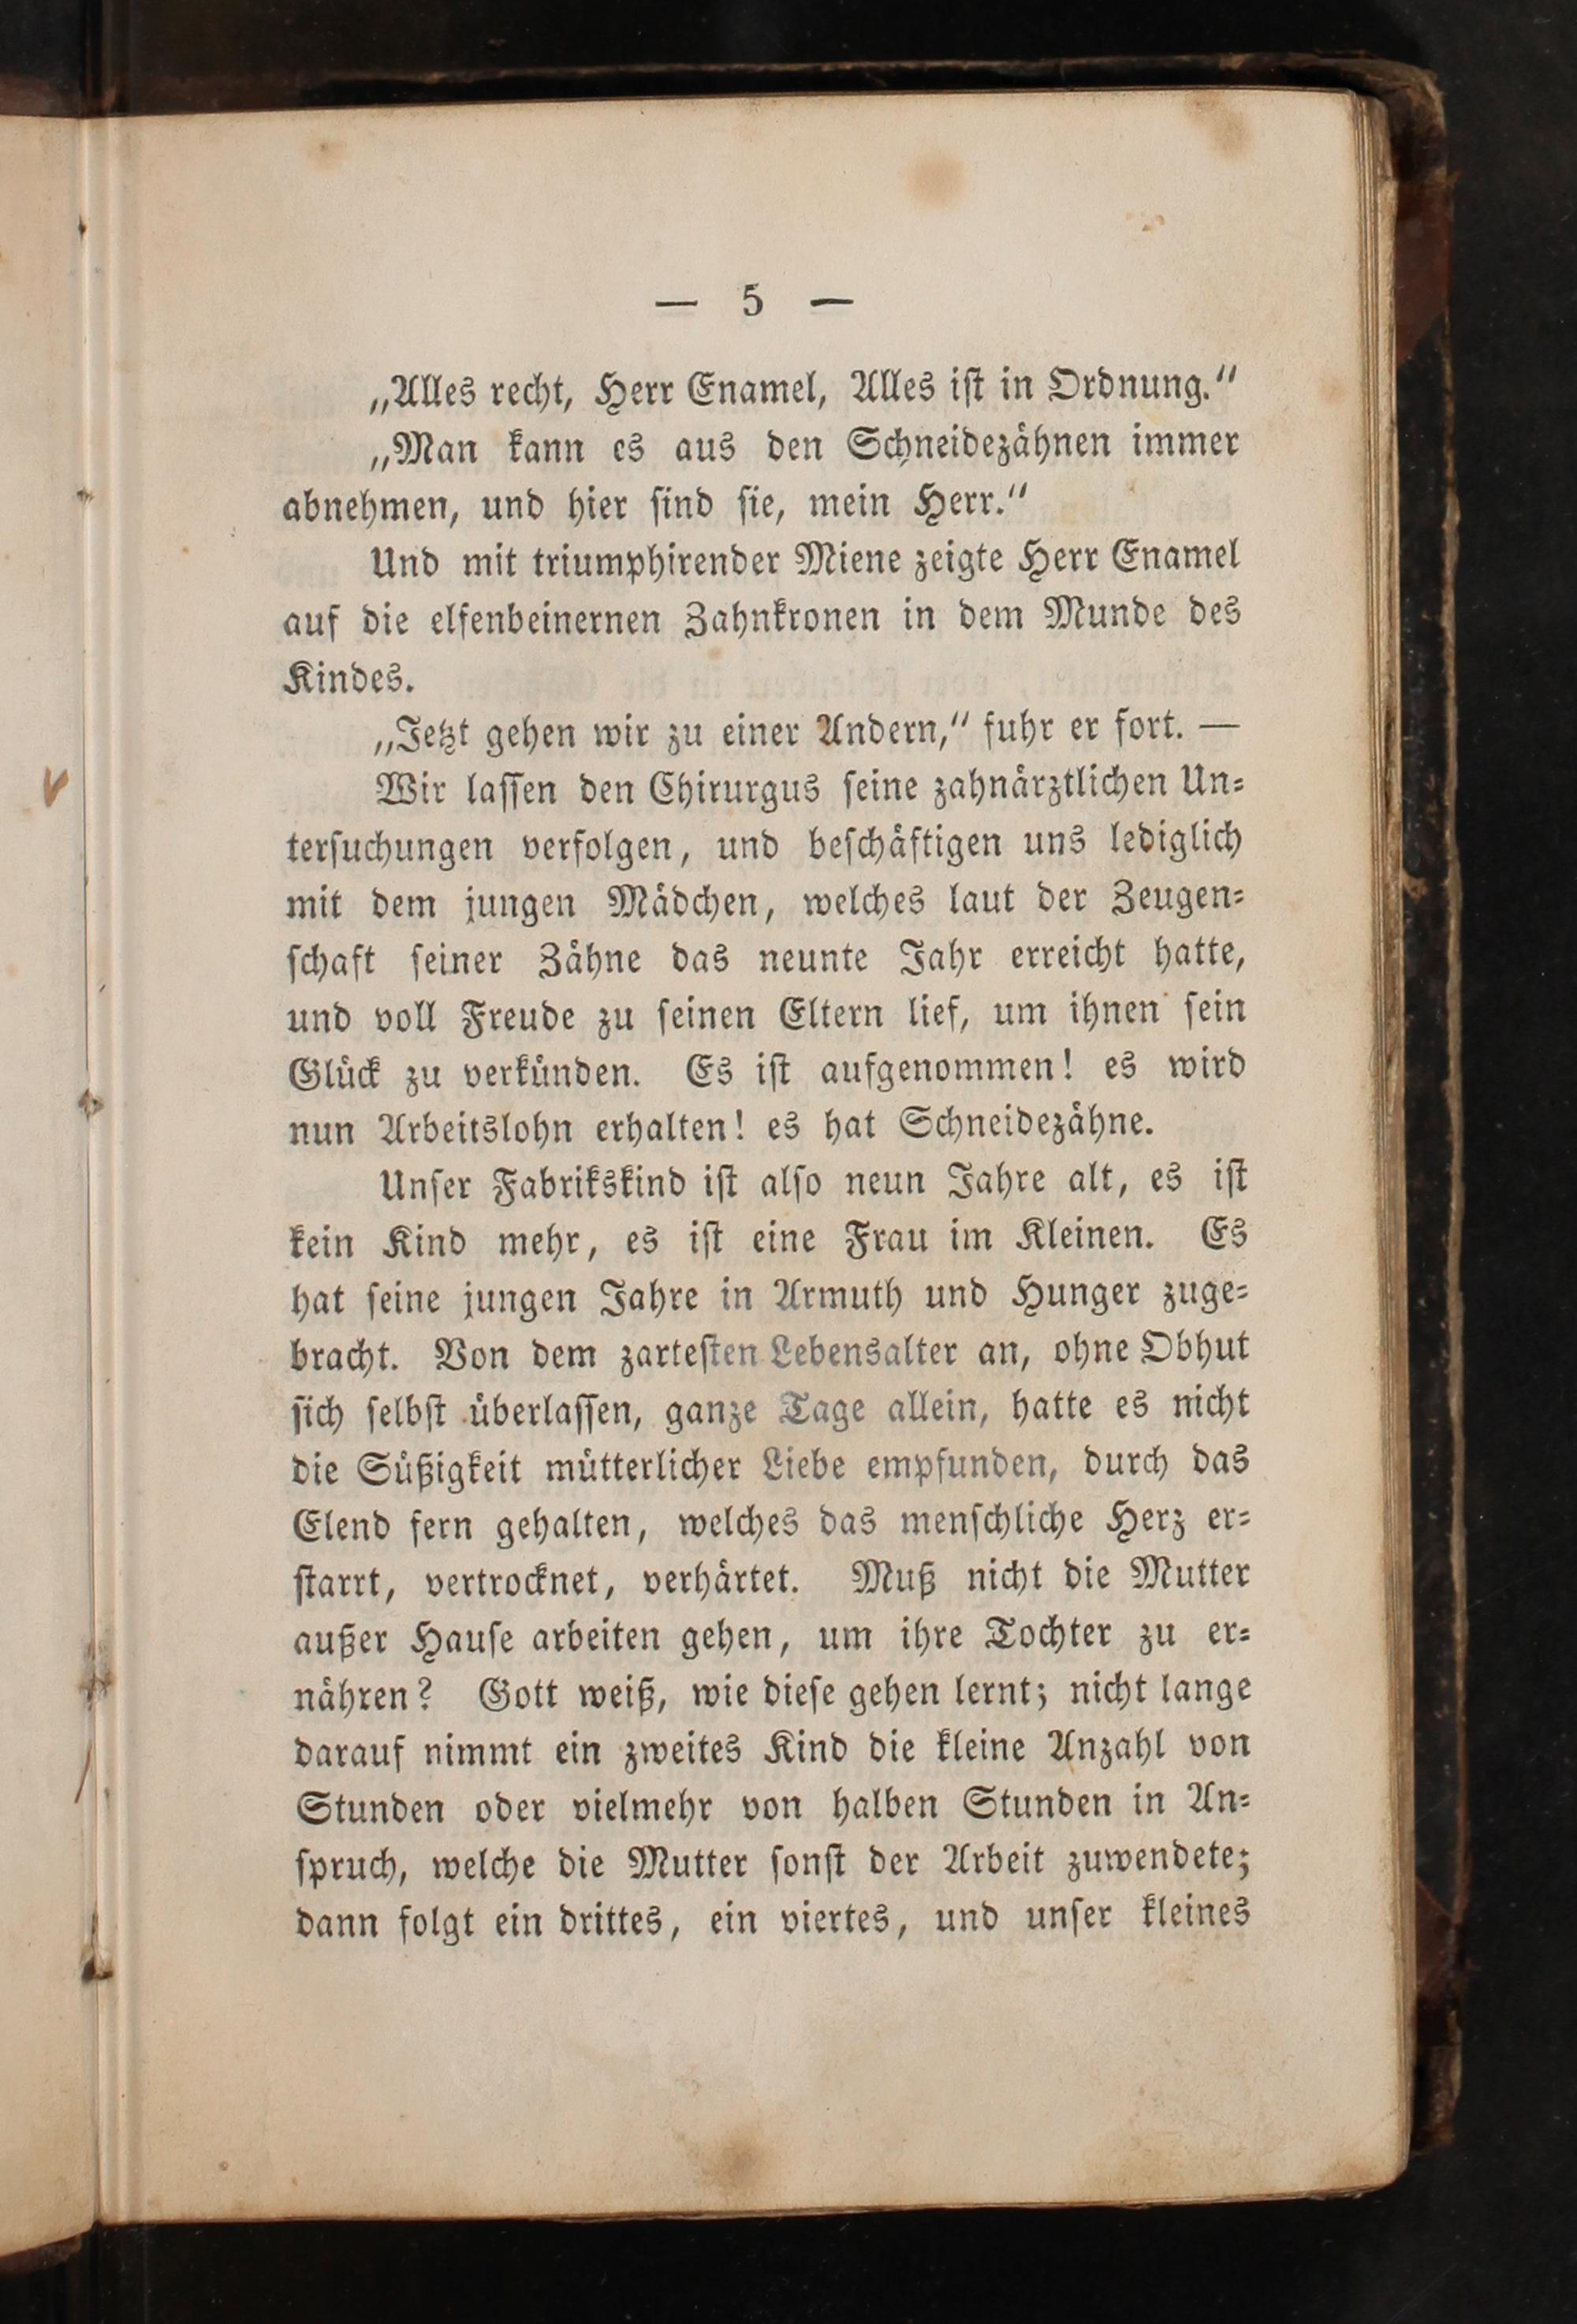 — 5 —
„Alles recht, Herr Enamel, Alles ist in Ordnung.“
„Man kann es aus den Schneidezähnen immer
abnehmen, und hier sind sie, mein Herr.“
Und mit triumphirender Miene zeigte Herr Enamel
auf die elfenbeinernen Zahnkronen in dem Munde des
Kindes.
„Jetzt gehen wir zu einer Andern,“ fuhr er fort. —
Wir lassen den Chirurgus seine zahnärztlichen Un-
tersuchungen verfolgen, und beschäftigen uns lediglich
mit dem jungen Mädchen, welches laut der Zeugen-
schaft seiner Zähne das neunte Jahr erreicht hatte,
und voll Freude zu seinen Eltern lief, um ihnen sein
Glück zu verkünden. Es ist aufgenommen! es wird
nun Arbeitslohn erhalten! es hat Schneidezähne.
Unser Fabrikskind ist also neun Jahre alt, es ist
kein Kind mehr, es ist eine Frau im Kleinen. Es
hat seine jungen Jahre in Armuth und Hunger zuge-
bracht. Von dem zartesten Lebensalter an, ohne Obhut
sich selbst überlassen, ganze Tage allein, hatte es nicht
die Süßigkeit mütterlicher Liebe empfunden, durch das
Elend fern gehalten, welches das menschliche Herz er-
starrt, vertrocknet, verhärtet. Muß nicht die Mutter
außer Hause arbeiten gehen, um ihre Tochter zu er-
nähren? Gott weiß, wie diese gehen lernt; nicht lange
darauf nimmt ein zweites Kind die kleine Anzahl von
Stunden oder vielmehr von halben Stunden in An-
spruch, welche die Mutter sonst der Arbeit zuwendete;
dann folgt ein drittes, ein viertes, und unser kleines